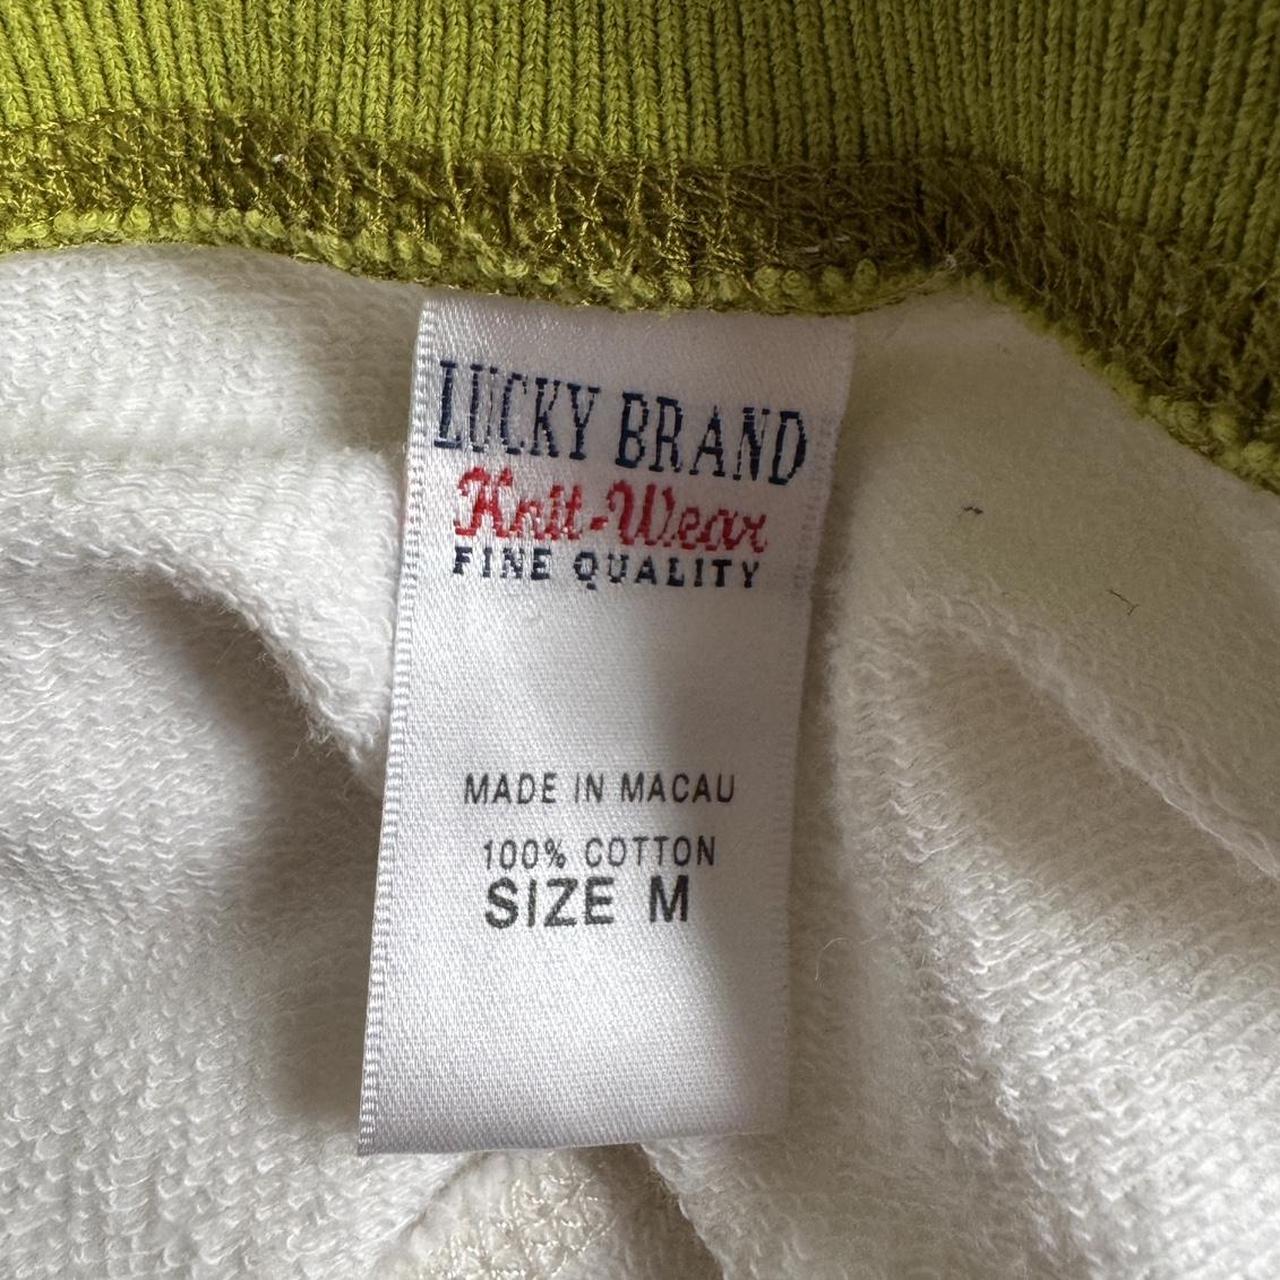 LUCKY BRAND
Knit-Wear
FINE QUALITY
MADE IN MACAU
100% COTTON
SIZE M